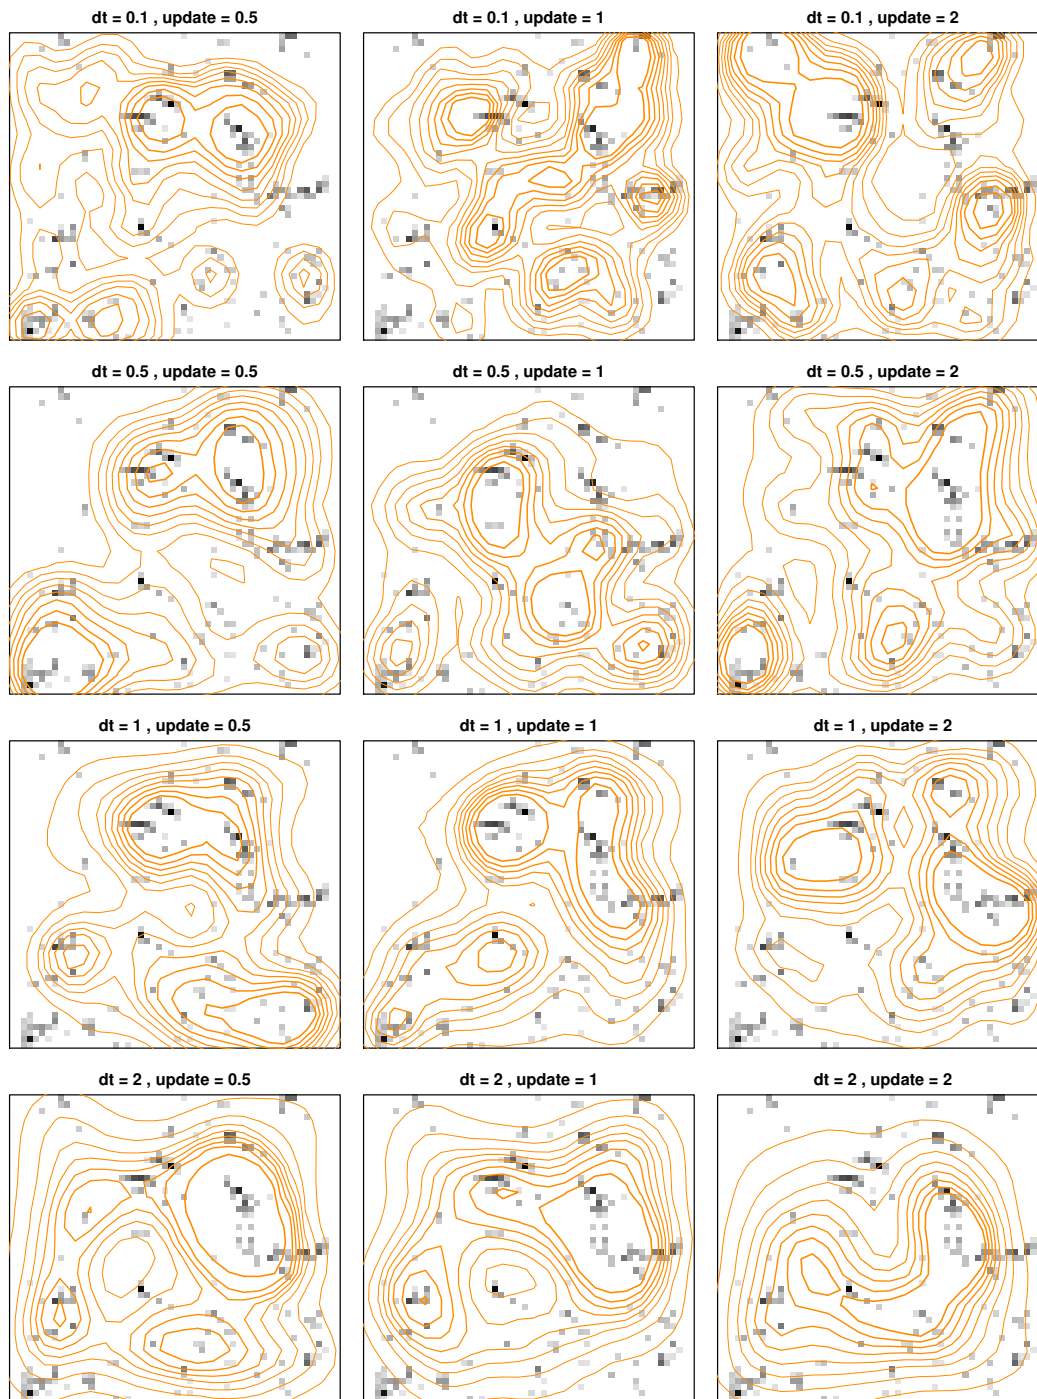 dt = 0.1 , update = 0.5
dt = 0.1 , update = 1
dt = 0.1 , update = 2
dt = 0.5 , update = 0.5
dt = 0.5 , update = 1
dt = 0.5 , update = 2
dt = 1 , update = 0.5
dt = 1 , update = 1
dt = 1 , update = 2
dt = 2 , update = 0.5
dt = 2 , update = 1
dt = 2 , update = 2